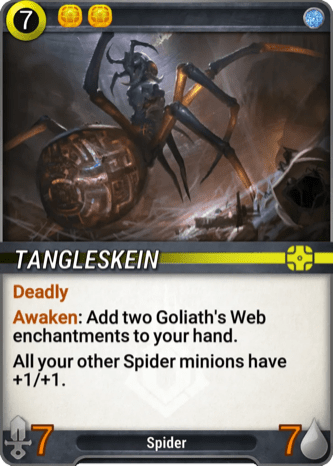 7
TANGLESKEIN
Deadly
Awaken: Add two Goliath's Web
enchantments to your hand.
All your other Spider minions have
+1/+1.
7 Spider 7